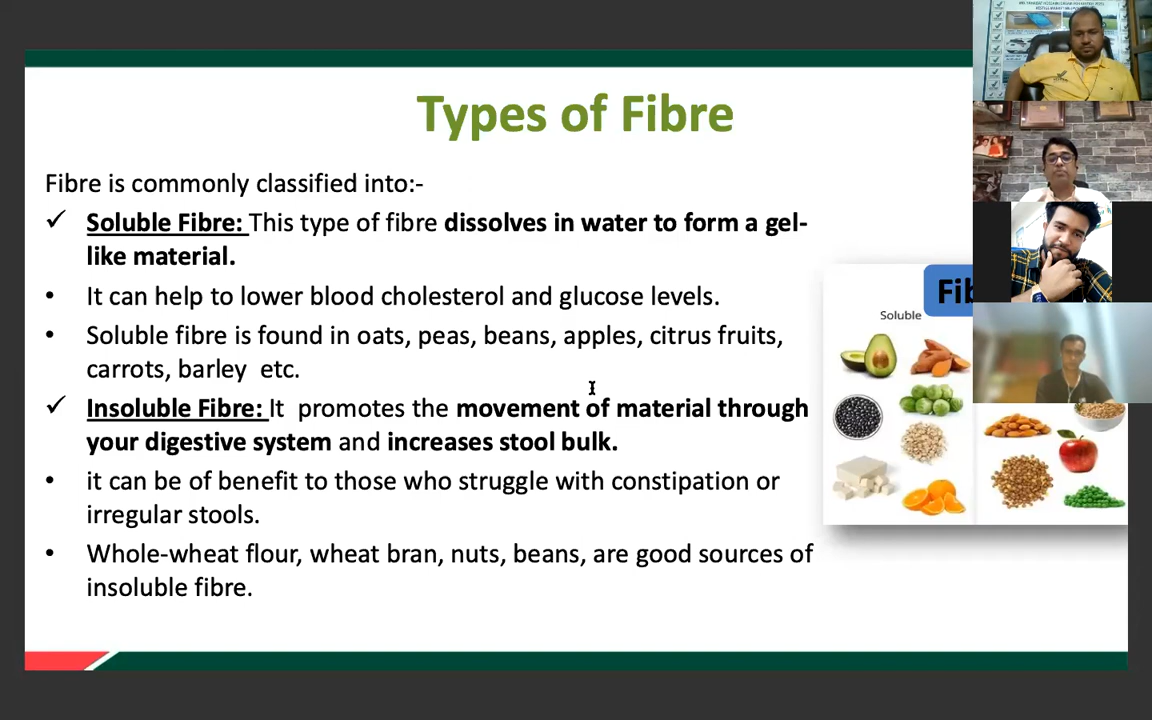 Types of Fibre
Fibre is commonly classified into:-
✓ Soluble Fibre: This type of fibre dissolves in water to form a gel-
like material.
• It can help to lower blood cholesterol and glucose levels.
• Soluble fibre is found in oats, peas, beans, apples, citrus fruits,
carrots, barley etc.
✓ Insoluble Fibre: It promotes the movement of material through
your digestive system and increases stool bulk.
• it can be of benefit to those who struggle with constipation or
irregular stools.
• Whole-wheat flour, wheat bran, nuts, beans, are good sources of
insoluble fibre.
Fib
Soluble